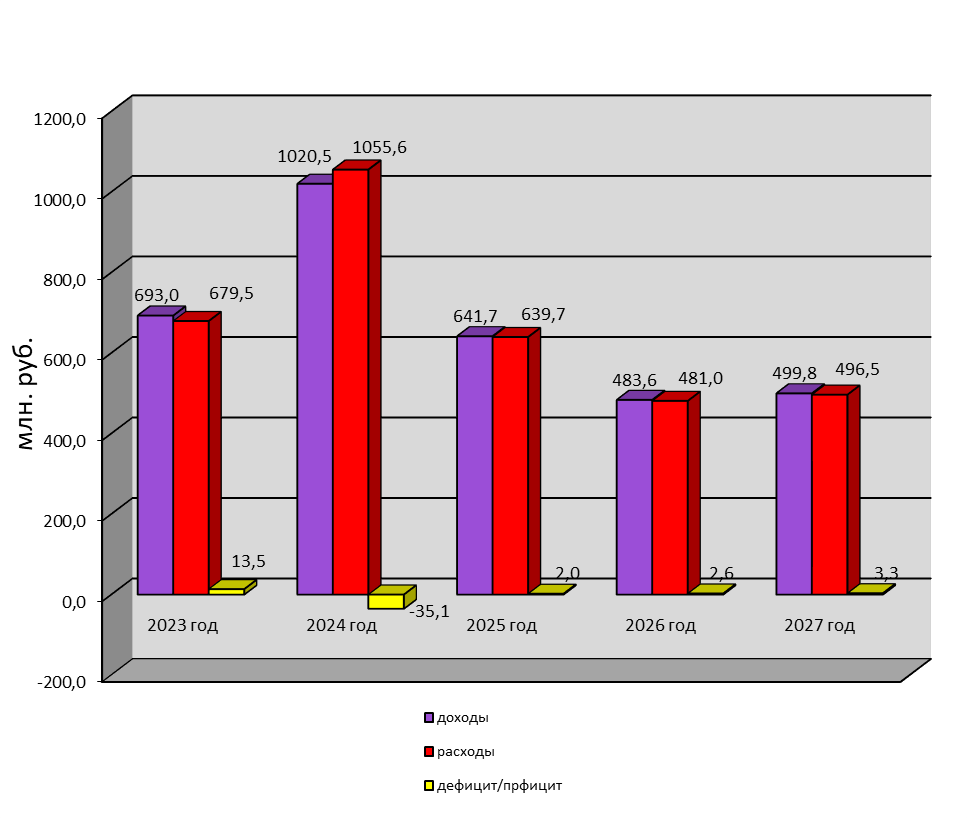 1200,0
1000,0
800,0
600,0
400,0
200,0
0,0
-200,0
млн. руб.
693,0
679,5
13,5
1020,5
1055,6
-35,1
641,7
639,7
2,0
483,6
481,0
2,6
499,8
496,5
3,3
2023 год
2024 год
2025 год
2026 год
2027 год
доходы
расходы
дефицит/прфицит